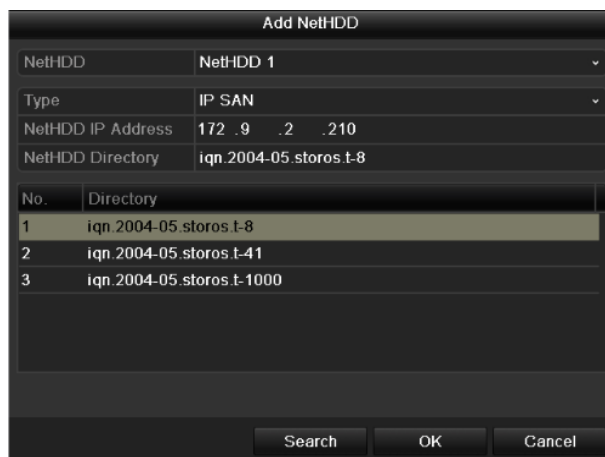 Add NetHDD
NetHDD NetHDD 1
Type IP SAN
NetHDD IP Address 172 .9 .2 .210
NetHDD Directory iqn.2004-05.storos.t-8
No. Directory
1 iqn.2004-05.storos.t-8
2 iqn.2004-05.storos.t-41
3 iqn.2004-05.storos.t-1000
Search OK Cancel